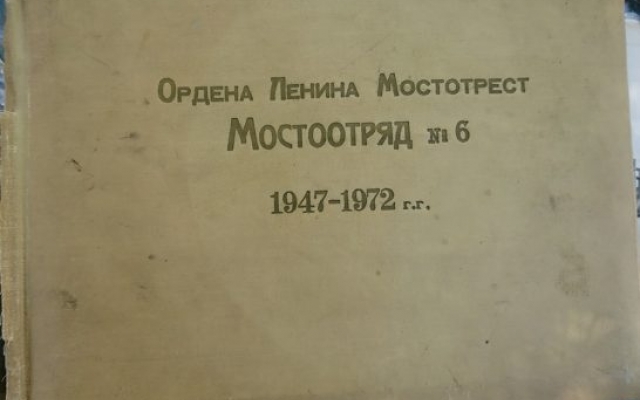 Ордена Ленина Мостотрест
Мостоотряд № 6
1947-1972 г.г.